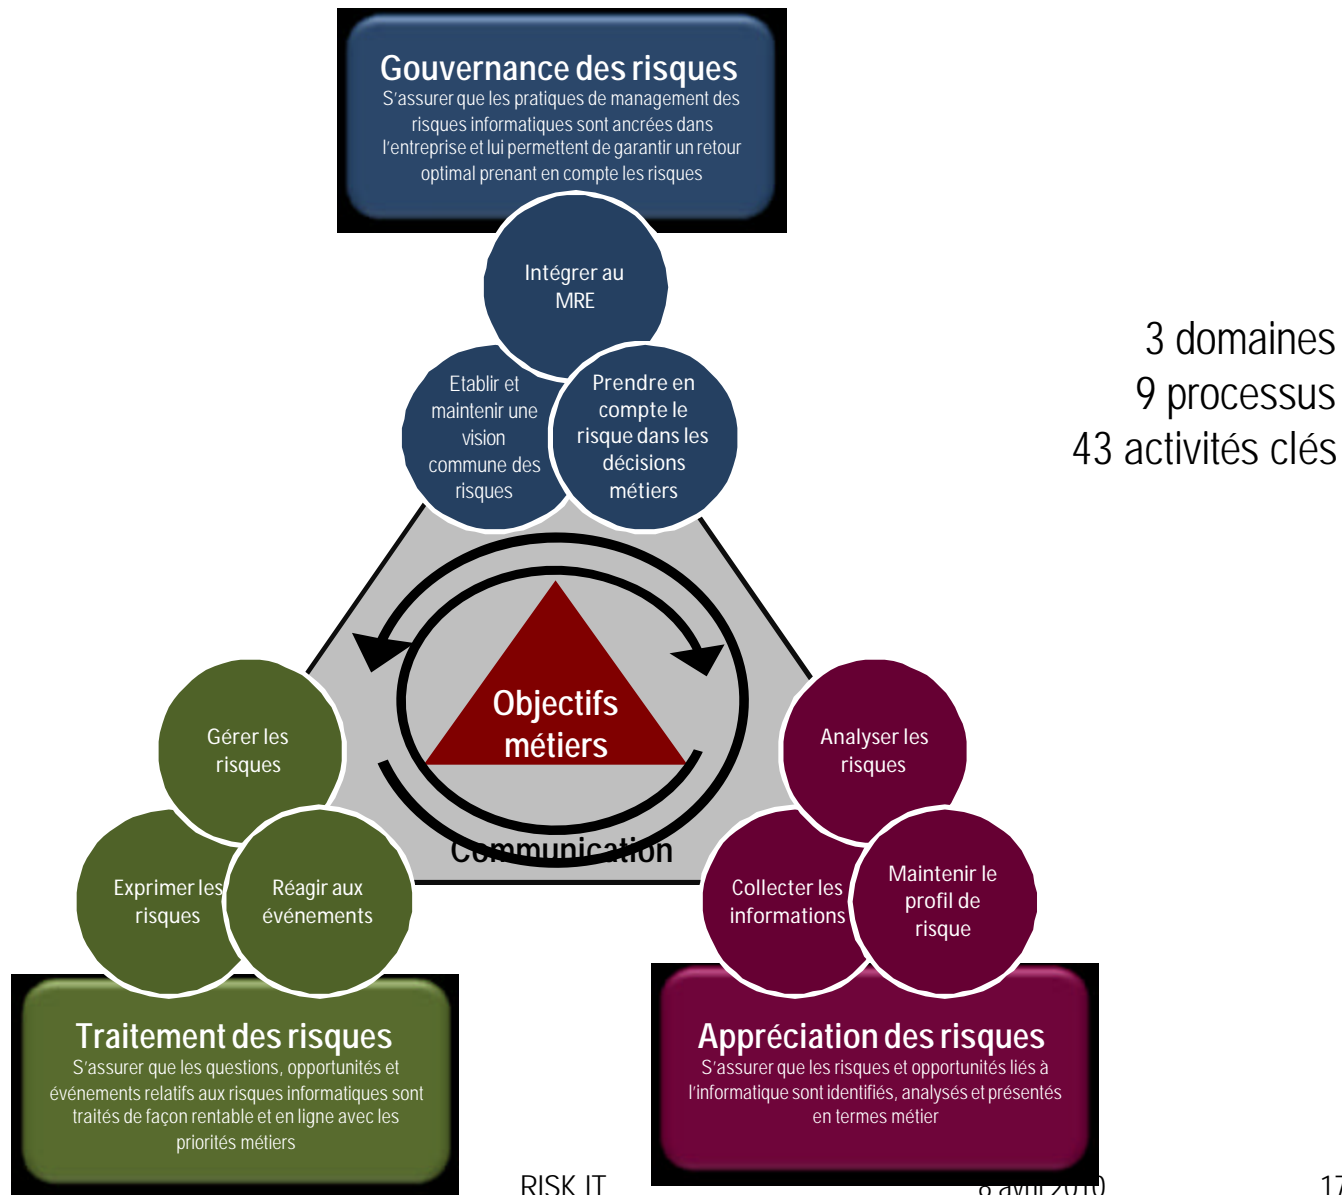 Gouvernance des risques
S'assurer que les pratiques de management des
risques informatiques sont ancrées dans
l'entreprise et lui permettent de garantir un retour
optimal prenant en compte les risques
Intégrer au
MRE
Etablir et
maintenir une
vision
commune des
risques
Prendre en
compte le
risque dans les
décisions
métiers
3 domaines
9 processus
43 activités clés
Objectifs
métiers
Communication
Gérer les
risques
Exprimer les
risques
Réagir aux
événements
Analyser les
risques
Collecter les
informations
Maintenir le
profil de
risque
Traitement des risques
S'assurer que les questions, opportunités et
événements relatifs aux risques informatiques sont
traités de façon rentable et en ligne avec les
priorités métiers
Appréciation des risques
S'assurer que les risques et opportunités liés à
l'informatique sont identifiés, analysés et présentés
en termes métier
RISK IT
8 avril 2010
17